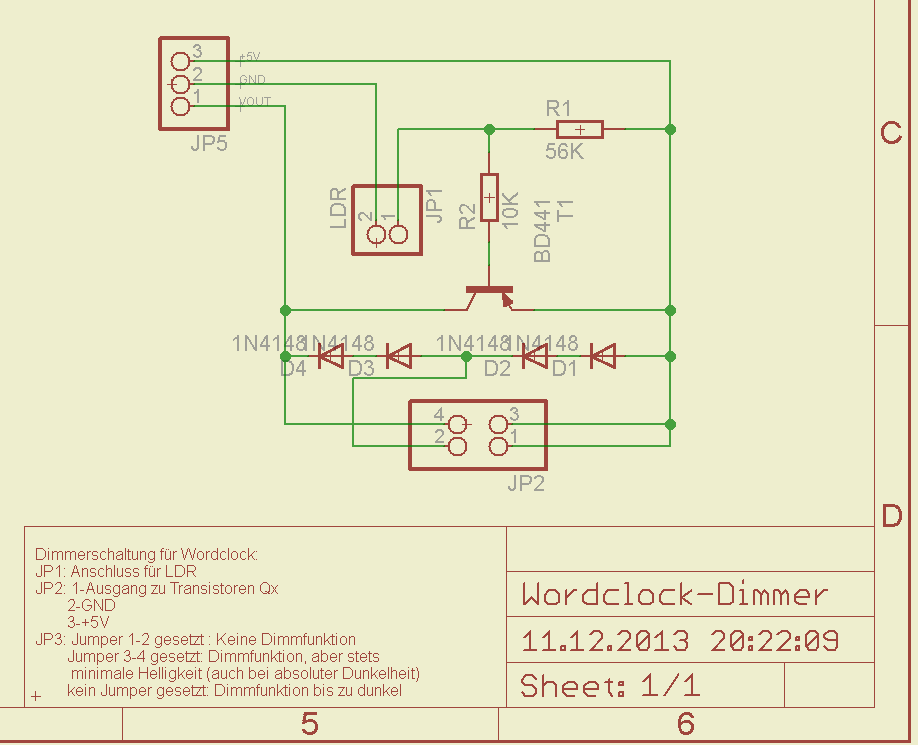 3
+5V
2
GND
1
VOUT
JP5
C
R1
56K
LDR
2
1
JP1
R2
10K
BD441
T1
1N4148
1N4148
1N4148
1N4148
D4
D3
D2
D1
4
3
2
1
JP2
D
Dimmerschaltung für Wordclock:
JP1: Anschluss für LDR
JP2: 1-Ausgang zu Transistoren Qx
2-GND
3-+5V
JP3: Jumper 1-2 gesetzt : Keine Dimmfunktion
Jumper 3-4 gesetzt: Dimmfunktion, aber stets
minimale Helligkeit (auch bei absoluter Dunkelheit)
kein Jumper gesetzt: Dimmfunktion bis zu dunkel
Wordclock-Dimmer
11.12.2013 20:22:09
Sheet: 1/1
5
6